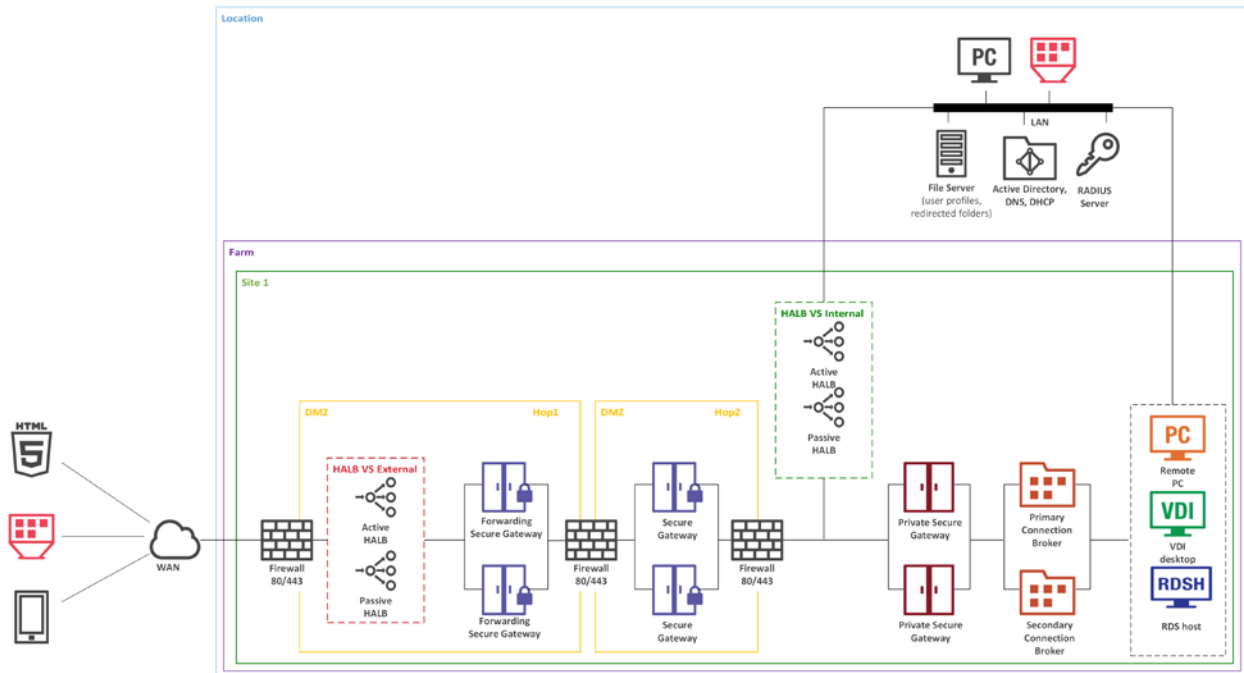 Location
PC
LAN
File Server
(user profiles,
redirected folders)
Active Directory,
DNS, DHCP
RADIUS
Server
Farm
Site 1
HALB VS Internal
Active
HALB
Passive
HALB
DMZ
Hop1
DMZ
Hop2
HALB VS External
Active
HALB
Passive
HALB
Forwarding
Secure Gateway
Forwarding
Secure Gateway
Secure
Gateway
Secure
Gateway
Private Secure
Gateway
Private Secure
Gateway
Primary
Connection
Broker
Secondary
Connection
Broker
PC
Remote
PC
VDI
VDI
desktop
RDSH
RDS host
HTML
5
WAN
Firewall
80/443
Firewall
80/443
Firewall
80/443